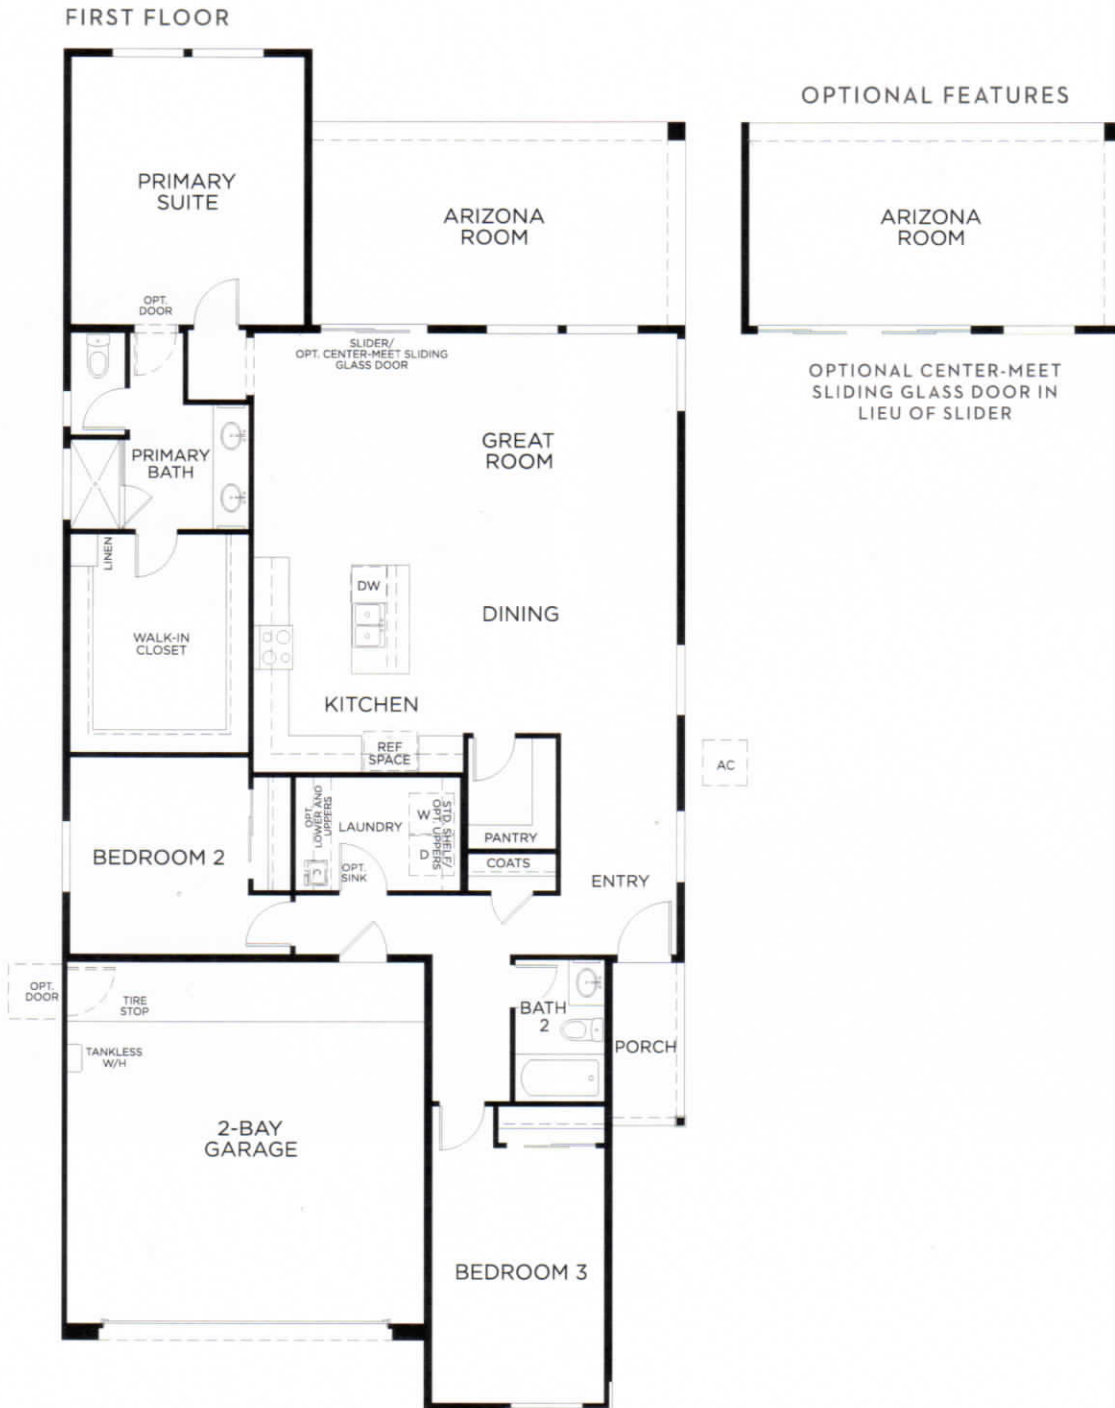 FIRST FLOOR
OPTIONAL FEATURES
PRIMARY
SUITE
ARIZONA
ROOM
ARIZONA
ROOM
OPT.
DOOR
SLIDER/
OPT. CENTER-MEET SLIDING
GLASS DOOR
OPTIONAL CENTER-MEET
SLIDING GLASS DOOR IN
LIEU OF SLIDER
GREAT
ROOM
PRIMARY
BATH
LINEN
WALK-IN
CLOSET
DW
DINING
KITCHEN
REF
SPACE
AC
BEDROOM 2
OPT.
LOWER AND
UPPERS
LAUNDRY
W
D
STD. SHELF/
OPT. UPPERS
OPT.
SINK
PANTRY
COATS
ENTRY
OPT.
DOOR
TIRE
STOP
TANKLESS
W/H
BATH
2
PORCH
2-BAY
GARAGE
BEDROOM 3